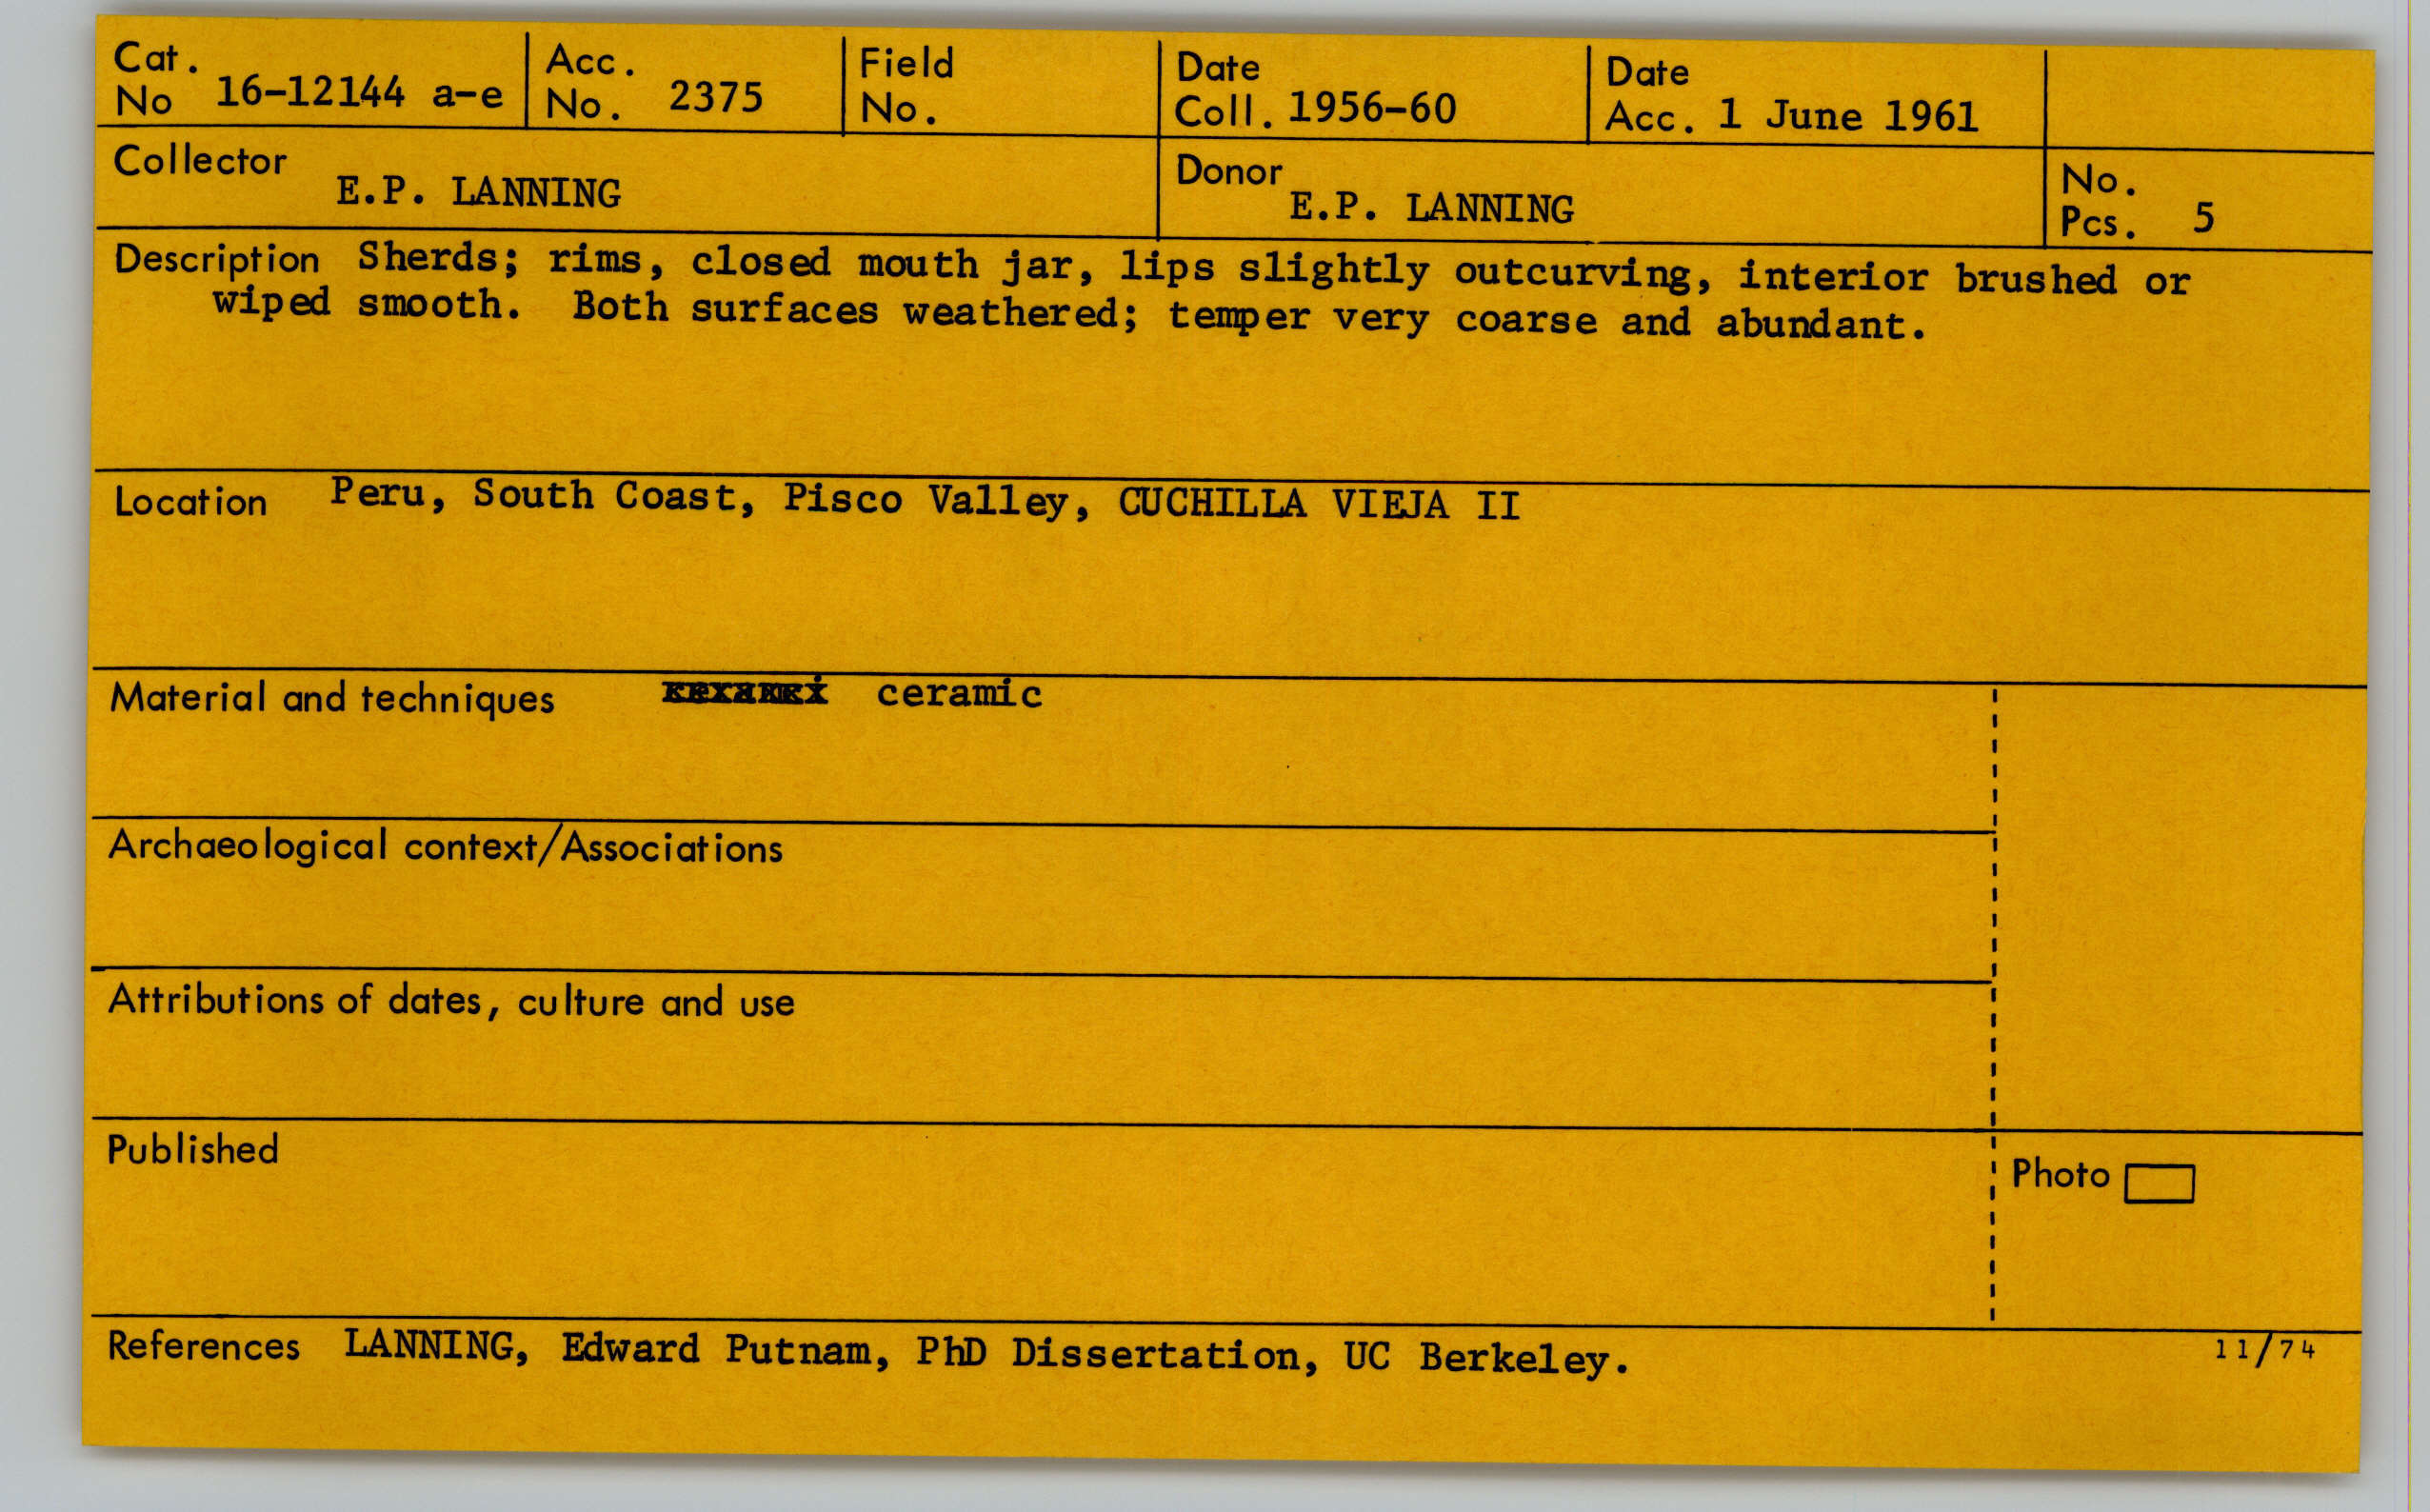 Cat. No 16-12144 a-e
Acc. No. 2375
Field No.
Date Coll. 1956-60
Date Acc. 1 June 1961
Collector E.P. LANNING
Donor E.P. LANNING
No. Pcs. 5
Description Sherds; rims, closed mouth jar, lips slightly outcurving, interior brushed or
wiped smooth. Both surfaces weathered; temper very coarse and abundant.
Location Peru, South Coast, Pisco Valley, CUCHILLA VIEJA II
Material and techniques ceramic
Archaeological context/Associations
Attributions of dates, culture and use
Published
Photo
References LANNING, Edward Putnam, PhD Dissertation, UC Berkeley.
11/74